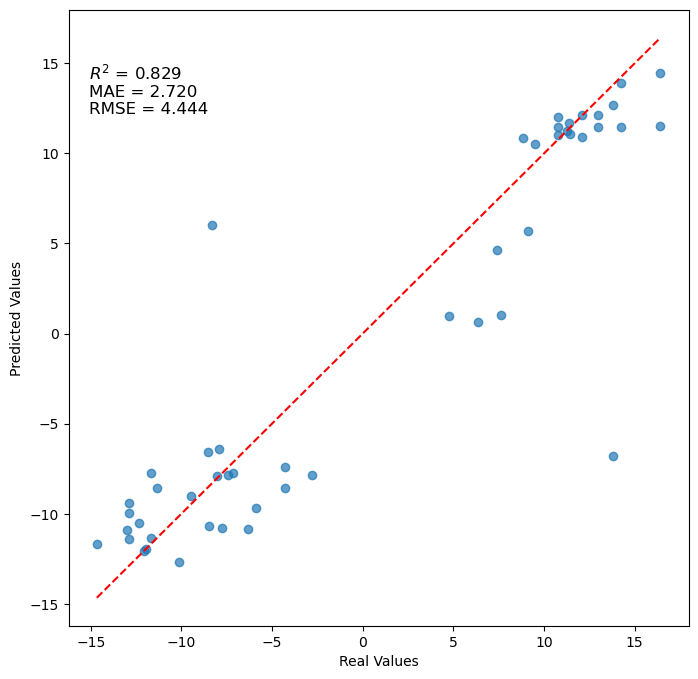 R² = 0.829
MAE = 2.720
RMSE = 4.444
15
10
5
0
−5
−10
−15
Predicted Values
−15 −10 −5 0 5 10 15
Real Values